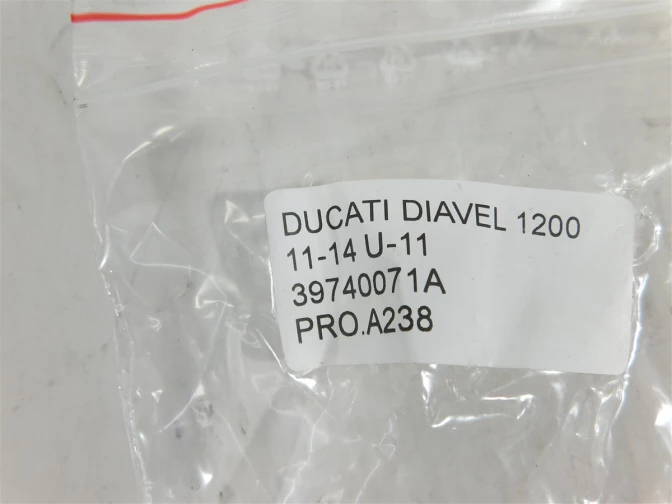 DUCATI DIAVEL 1200
11-14 U-11
39740071A
PRO.A238